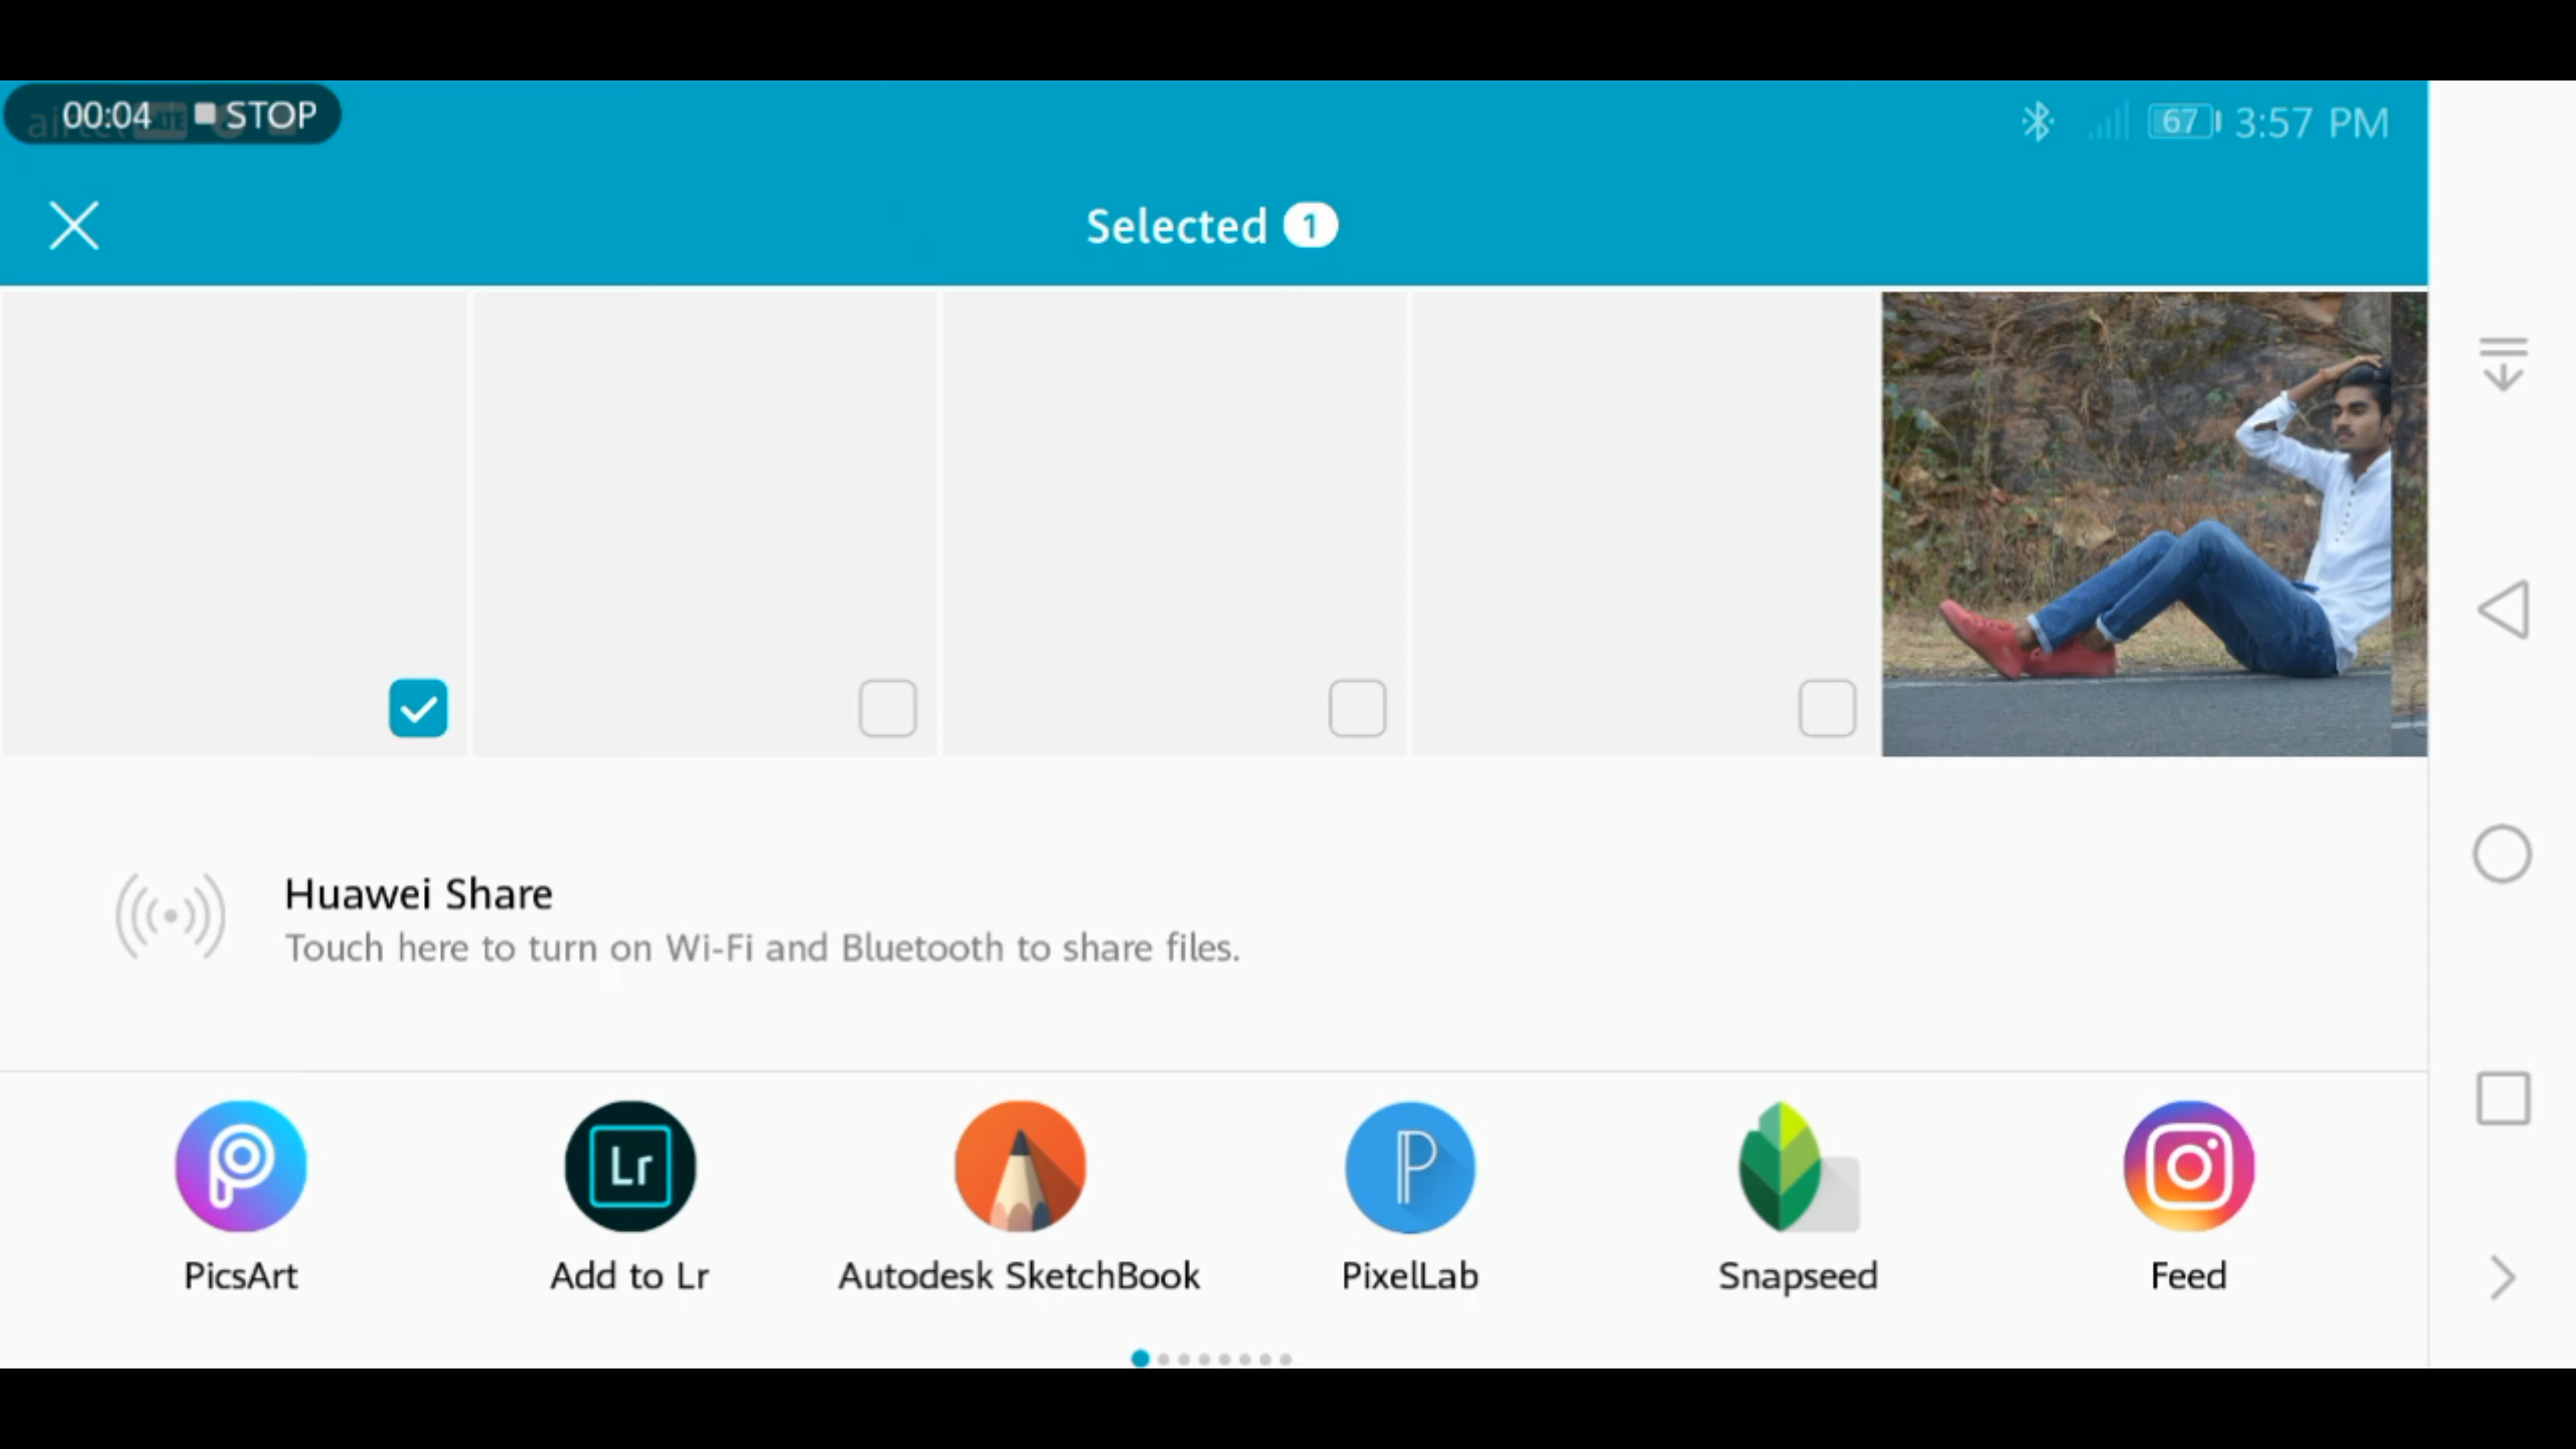 00:04 STOP
67 3:57 PM
Selected 1
Huawei Share
Touch here to turn on Wi-Fi and Bluetooth to share files.
Lr
PicsArt
Add to Lr
Autodesk SketchBook
PixelLab
Snapseed
Feed